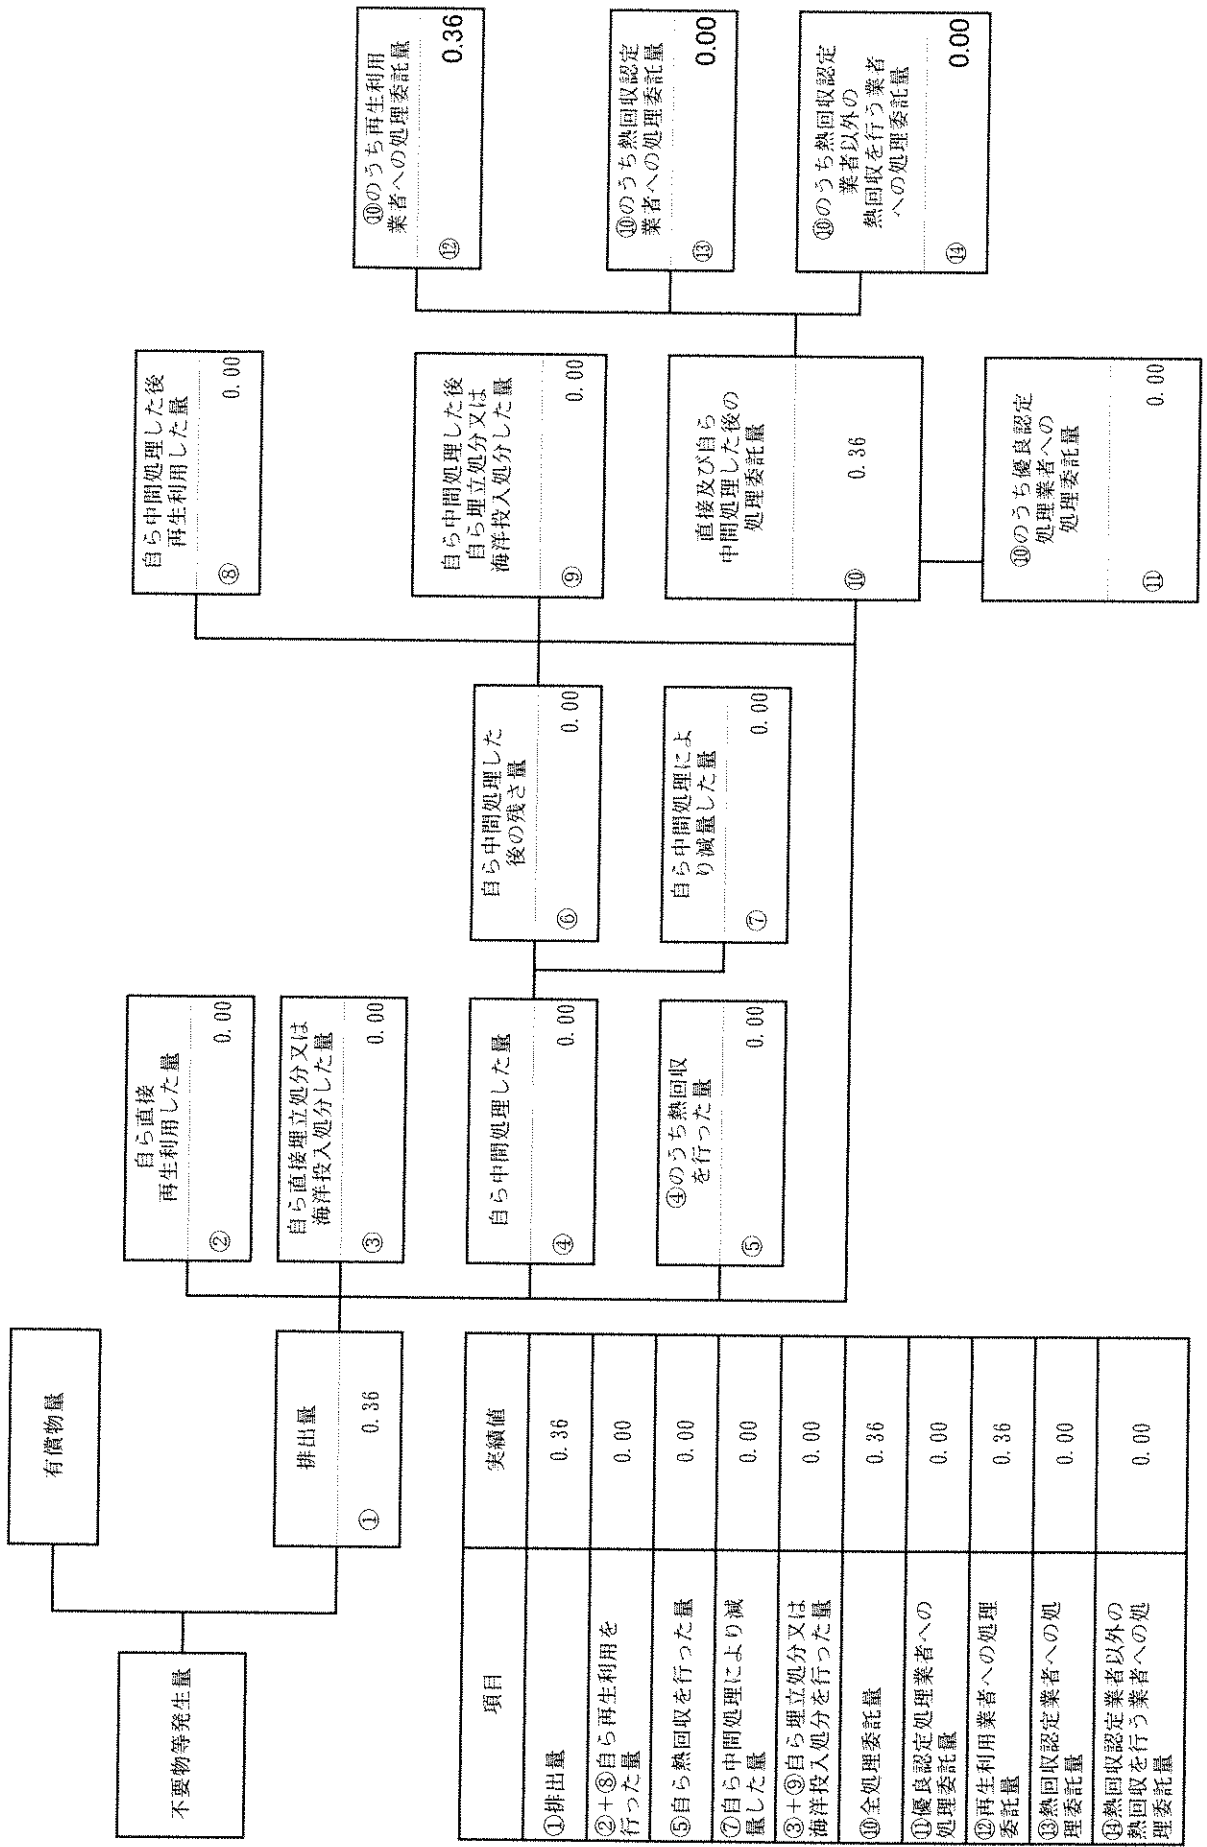 不要物等発生量
有償物量
排出量
① 0.36
自ら直接
再生利用した量
② 0.00
自ら直接埋立処分又は
海洋投入処分した量
③ 0.00
自ら中間処理した量
④ 0.00
④のうち熱回収
を行った量
⑤ 0.00
自ら中間処理した
後の残さ量
⑥ 0.00
自ら中間処理によ
り減量した量
⑦ 0.00
自ら中間処理した後
再生利用した量
⑧ 0.00
自ら中間処理した後
自ら埋立処分又は
海洋投入処分した量
⑨ 0.00
直接及び自ら
中間処理した後の
処理委託量
⑩ 0.36
⑩のうち優良認定
処理業者への
処理委託量
⑪ 0.00
⑩のうち再生利用
業者への処理委託量
⑫ 0.36
⑩のうち熱回収認定
業者への処理委託量
⑬ 0.00
⑩のうち熱回収認定
業者以外の
熱回収を行う業者
への処理委託量
⑭ 0.00
項目 実績値
①排出量 0.36
②+⑧自ら再生利用を
行った量 0.00
⑤自ら熱回収を行った量 0.00
⑦自ら中間処理により減
量した量 0.00
③+⑨自ら埋立処分又は
海洋投入処分を行った量 0.00
⑩全処理委託量 0.36
⑪優良認定処理業者への
処理委託量 0.00
⑫再生利用業者への処理
委託量 0.36
⑬熱回収認定業者への処
理委託量 0.00
⑭熱回収認定業者以外の
熱回収を行う業者への処
理委託量 0.00